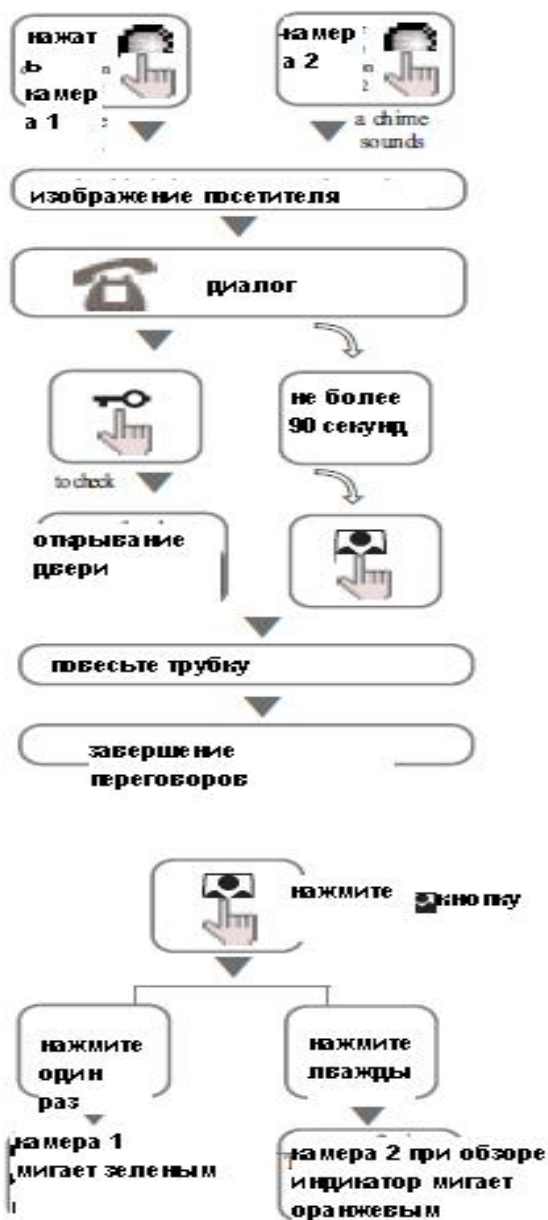 нажат
ь
камер
а 1
камер
а 2
a chime
sounds
изображение посетителя
диалог
не более
90 секунд
to check
открывание
двери
повесьте трубку
завершение
переговоров
нажмите кнопку
нажмите
один
раз
нажмите
лважды
камера 1
мигает зеленым
камера 2 при обзоре
индикатор мигает
оранжевым